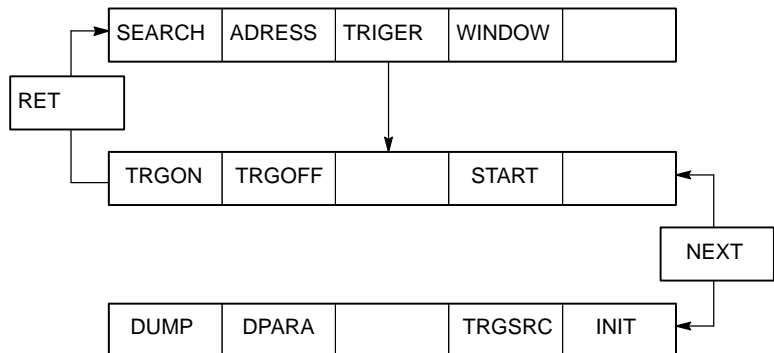 SEARCH ADRESS TRIGER WINDOW
RET
TRGON TRGOFF START
NEXT
DUMP DPARA TRGSRC INIT